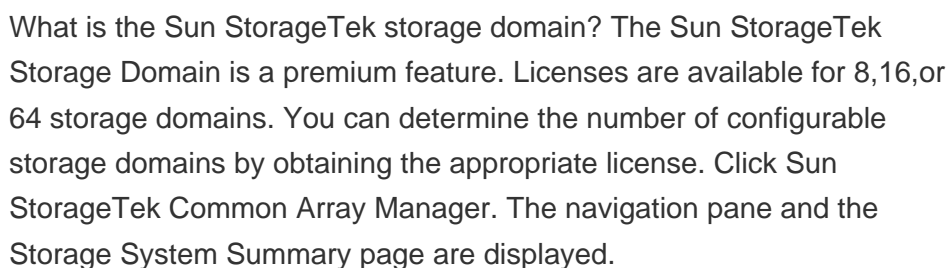 What is the Sun StorageTek storage domain? The Sun StorageTek
Storage Domain is a premium feature. Licenses are available for 8,16,or
64 storage domains. You can determine the number of configurable
storage domains by obtaining the appropriate license. Click Sun
StorageTek Common Array Manager. The navigation pane and the
Storage System Summary page are displayed.